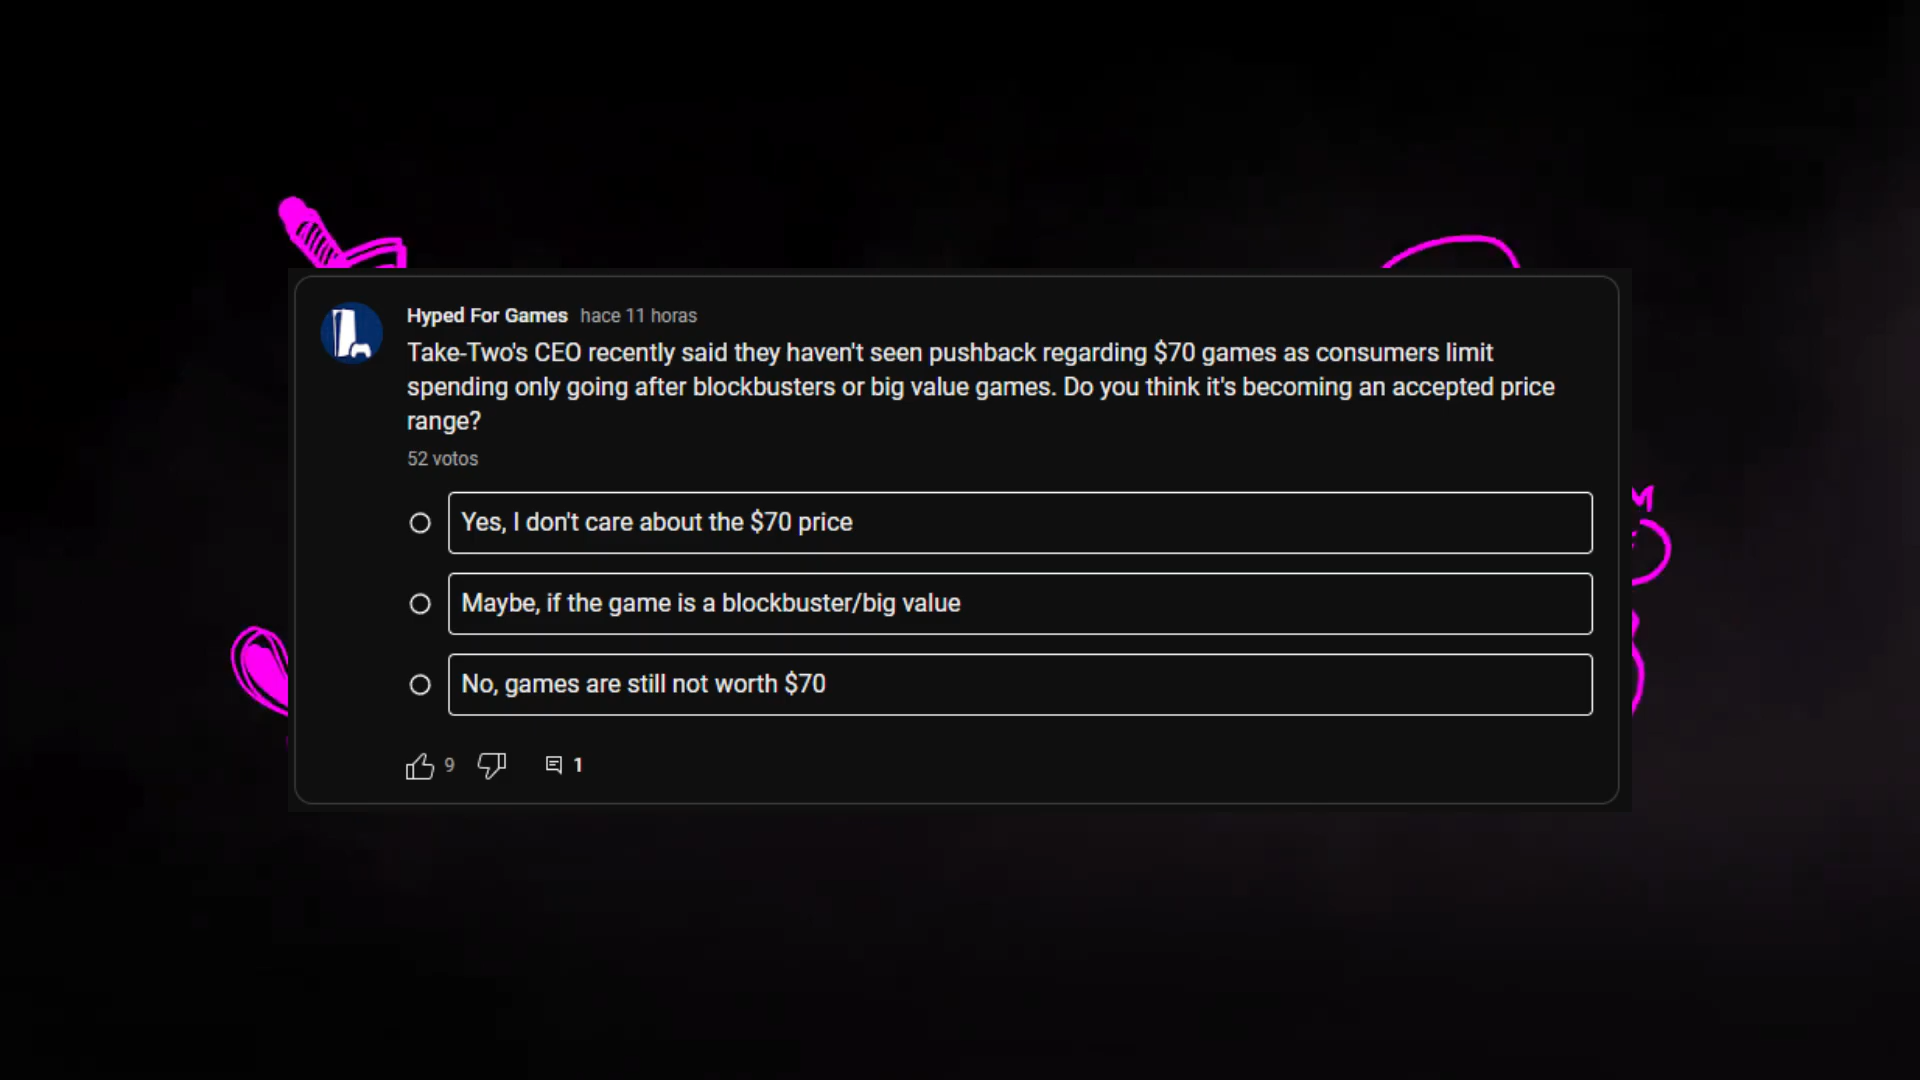 Hyped For Games hace 11 horas
Take-Two's CEO recently said they haven't seen pushback regarding $70 games as consumers limit
spending only going after blockbusters or big value games. Do you think it's becoming an accepted price
range?
52 votos
Yes, I don't care about the $70 price
Maybe, if the game is a blockbuster/big value
No, games are still not worth $70
9 1